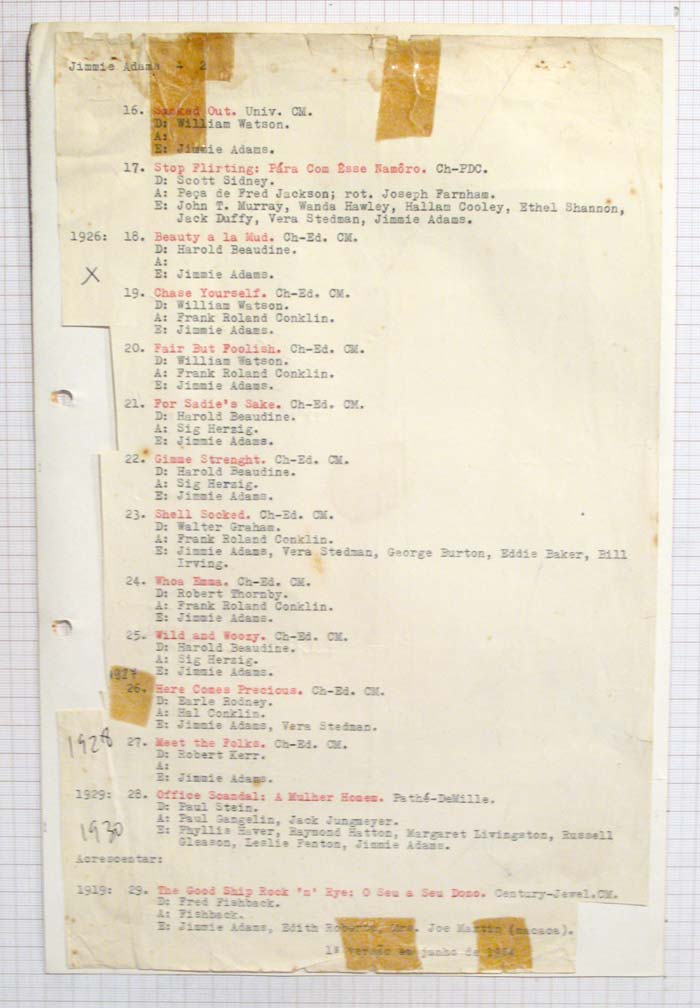 Jimmie Adams - 2
16. Socked Out. Univ. CM.
D: William Watson.
A:
E: Jimmie Adams.
17. Stop Flirting: Pára Com Êsse Namôro. Ch-PDC.
D: Scott Sidney.
A: Peça de Fred Jackson; rot. Joseph Farnham.
E: John T. Murray, Wanda Hawley, Hallam Cooley, Ethel Shannon,
Jack Duffy, Vera Stedman, Jimmie Adams.
1926: 18. Beauty a la Mud. Ch-Ed. CM.
D: Harold Beaudine.
A:
X
E: Jimmie Adams.
19. Chase Yourself. Ch-Ed. CM.
D: William Watson.
A: Frank Roland Conklin.
E: Jimmie Adams.
20. Fair But Foolish. Ch-Ed. CM.
D: William Watson.
A: Frank Roland Conklin.
E: Jimmie Adams.
21. For Sadie's Sake. Ch-Ed. CM.
D: Harold Beaudine.
A: Sig Herzig.
E: Jimmie Adams.
22. Gimme Strenght. Ch-Ed. CM.
D: Harold Beaudine.
A: Sig Herzig.
E: Jimmie Adams.
23. Shell Socked. Ch-Ed. CM.
D: Walter Graham.
A: Frank Roland Conklin.
E: Jimmie Adams, Vera Stedman, George Burton, Eddie Baker, Bill
Irving.
24. Whoa Emma. Ch-Ed. CM.
D: Robert Thornby.
A: Frank Roland Conklin.
E: Jimmie Adams.
25. Wild and Woozy. Ch-Ed. CM.
D: Harold Beaudine.
A: Sig Herzig.
E: Jimmie Adams.
1927
26. Here Comes Precious. Ch-Ed. CM.
D: Earle Rodney.
A: Hal Conklin.
E: Jimmie Adams, Vera Stedman.
1928 27. Meet the Folks. Ch-Ed. CM.
D: Robert Kerr.
A:
E: Jimmie Adams.
1929: 28. Office Scandal: A Mulher Homem. Pathé-DeMille.
D: Paul Stein.
A: Paul Gangelin, Jack Jungmeyer.
1930
E: Phyllis Haver, Raymond Hatton, Margaret Livingston, Russell
Gleason, Leslie Fenton, Jimmie Adams.
Acrescentar:
1919: 29. The Good Ship Rock 'n' Rye: O Seu a Seu Dono. Century-Jewel.CM.
D: Fred Fishback.
A: Fishback.
E: Jimmie Adams, Edith Roberts, Mrs. Joe Martin (macaca).
1ª versão em junho de